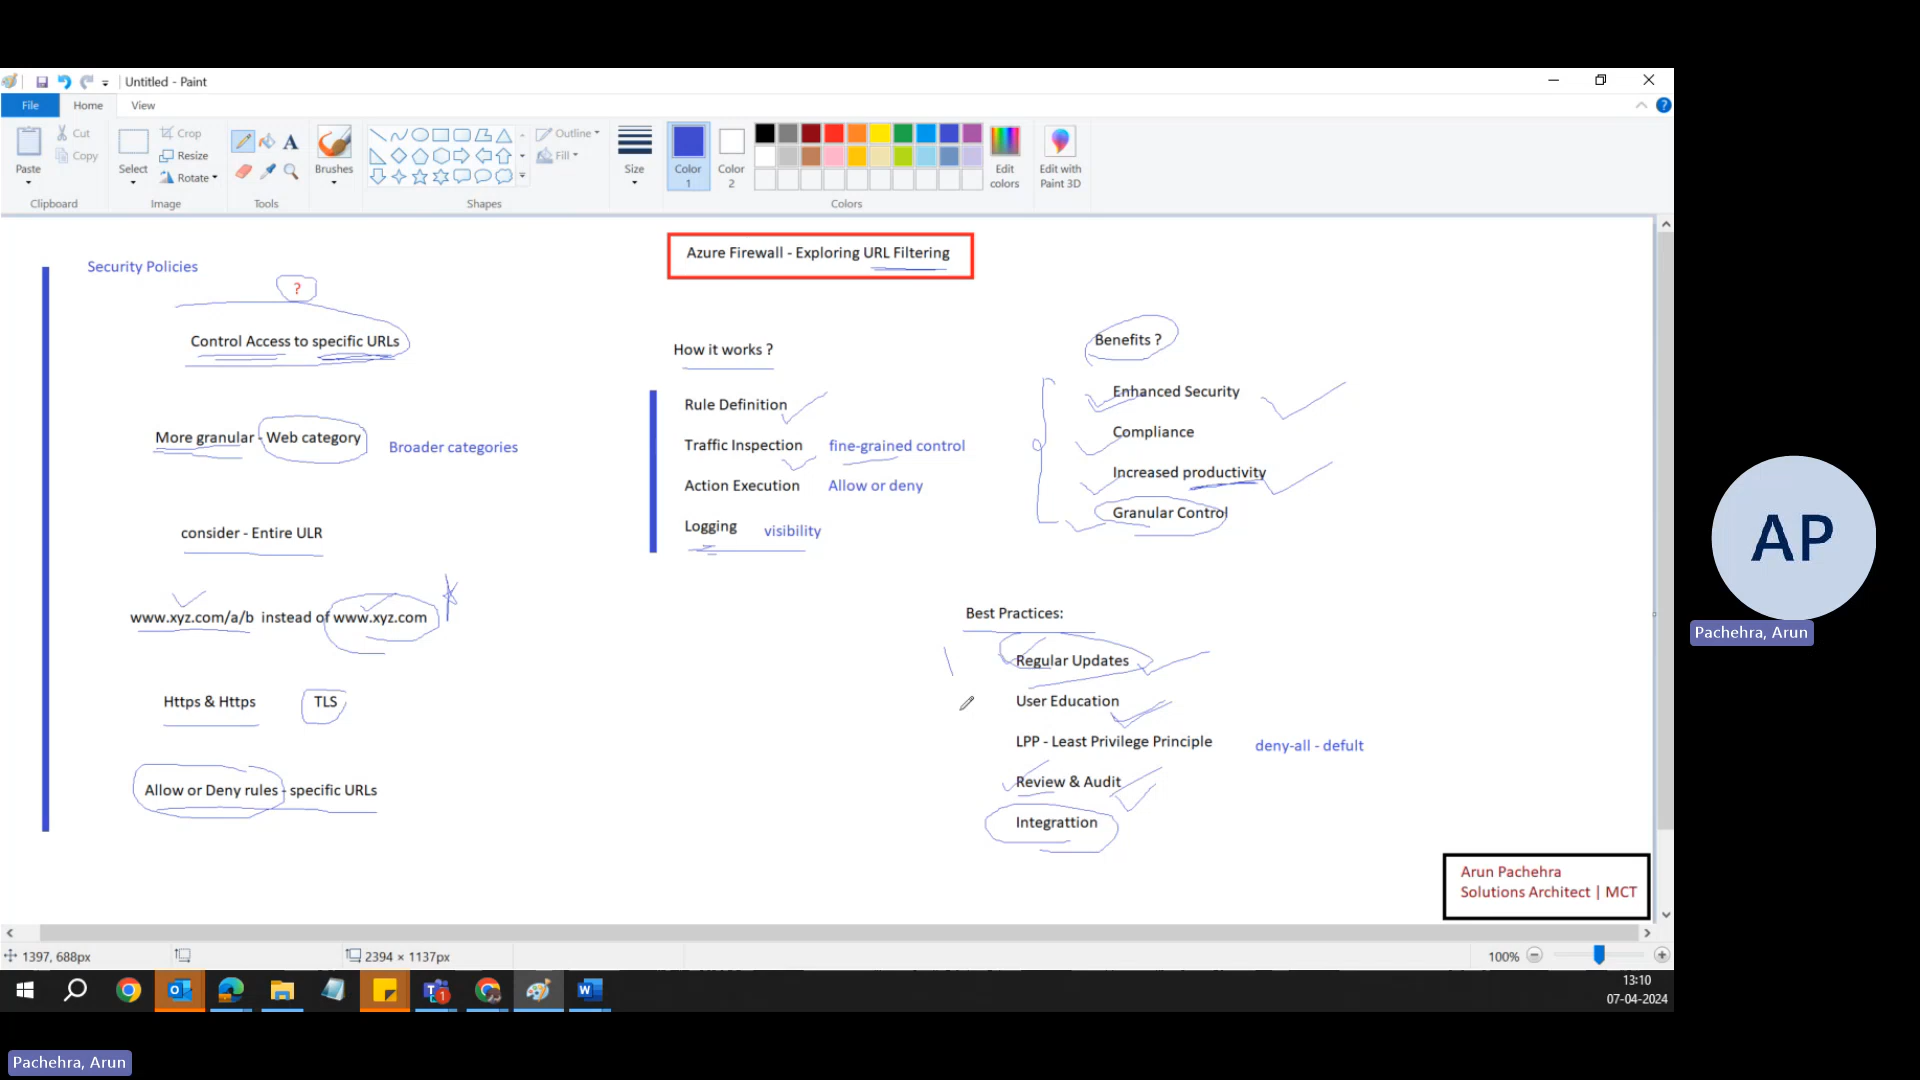 Untitled - Paint
File
Home
View
Paste
Cut
Copy
Clipboard
Select
Crop
Resize
Rotate
Image
A
Tools
Brushes
Shapes
Outline
Fill
Size
Color 1
Color 2
Edit colors
Edit with Paint 3D
Colors
Azure Firewall - Exploring URL Filtering
Security Policies
?
Control Access to specific URLs
More granular - Web category
Broader categories
consider - Entire ULR
www.xyz.com/a/b instead of www.xyz.com
Https & Https
TLS
Allow or Deny rules - specific URLs
How it works ?
Rule Definition
Traffic Inspection
fine-grained control
Action Execution
Allow or deny
Logging
visibility
Benefits ?
Enhanced Security
Compliance
Increased productivity
Granular Control
Best Practices:
Regular Updates
User Education
LPP - Least Privilege Principle
deny-all - defult
Review & Audit
Integrattion
Arun Pachehra
Solutions Architect | MCT
1397, 688px
2394 × 1137px
100%
13:10
07-04-2024
AP
Pachehra, Arun
Pachehra, Arun